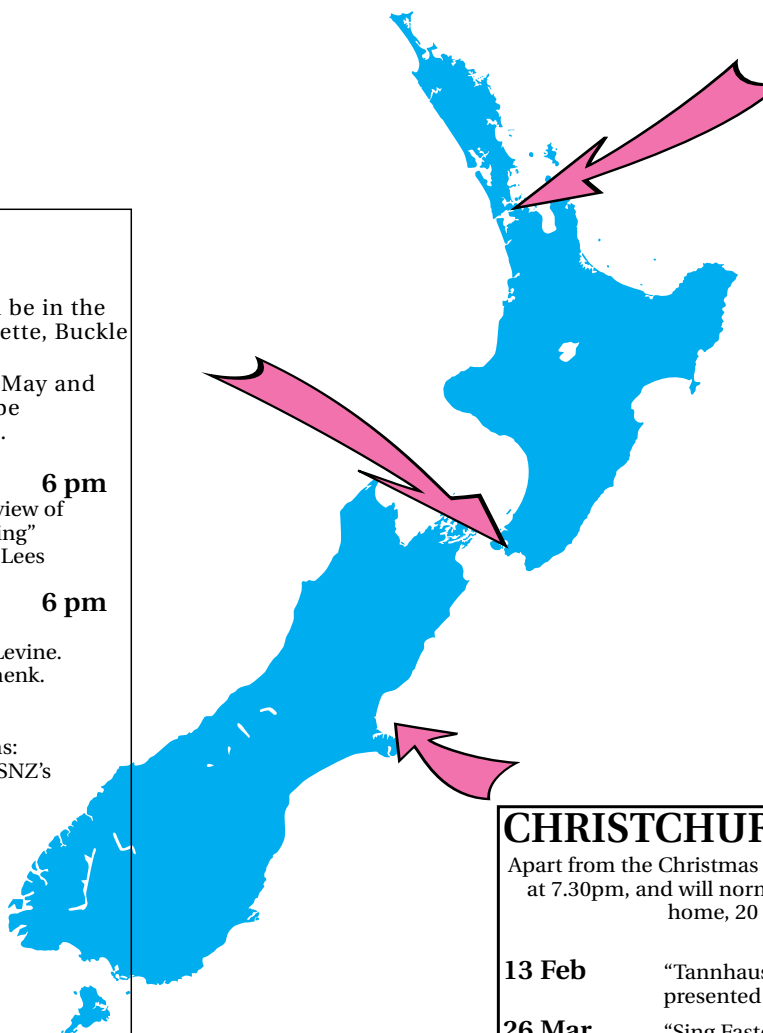 be in the
ette, Buckle
May and
be
.
6 pm
view of
ing”
Lees
6 pm
Levine.
henk.
ns:
SNZ’s
CHRISTCHUR
Apart from the Christmas
at 7.30pm, and will norm
home, 20
13 Feb
“Tannhaus
presented
26 Mar
“Sing Faste